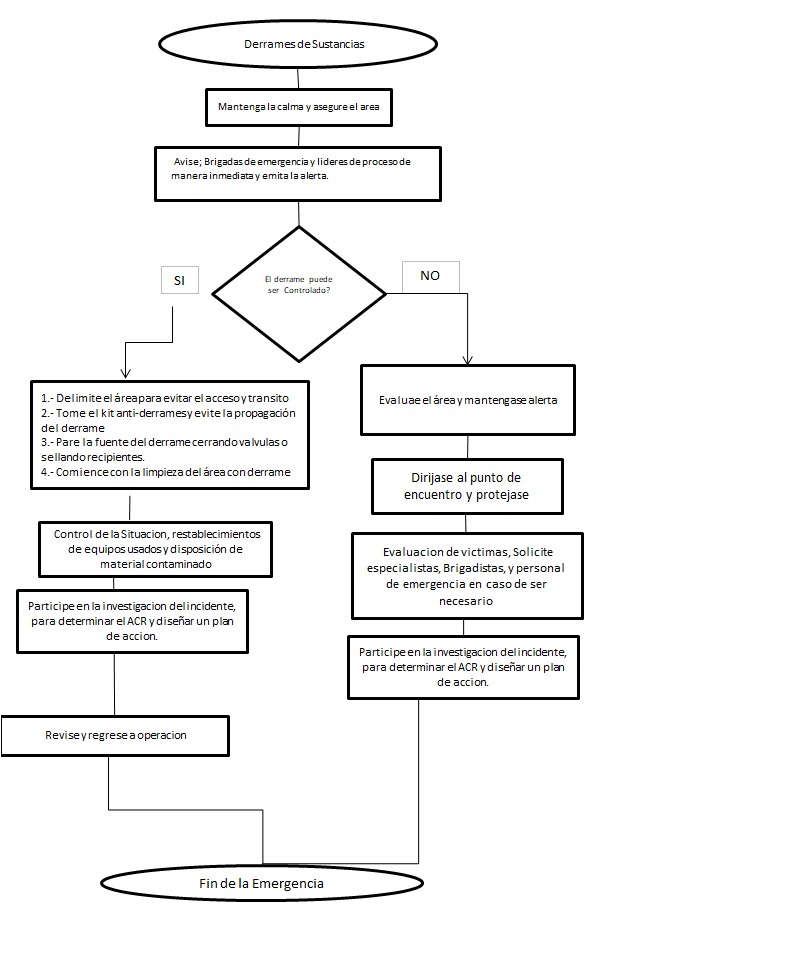 Derrames de Sustancias
Mantenga la calma y asegure el area
Avise; Brigadas de emergencia y lideres de proceso de
manera inmediata y emita la alerta.
El derrame puede
ser Controlado?
SI
NO
1.- Delimite el área para evitar el acceso y transito
2.- Tome el kit anti-derrames y evite la propagación
del derrame
3.- Pare la fuente del derrame cerrando valvulas o
sellando recipientes.
4.- Comience con la limpieza del área con derrame
Control de la Situacion, restablecimientos
de equipos usados y disposición de
material contaminado
Participe en la investigacion del incidente,
para determinar el ACR y diseñar un plan
de accion.
Revise y regrese a operacion
Evaluae el área y mantengase alerta
Dirijase al punto de
encuentro y protejase
Evaluacion de victimas, Solicite
especialistas, Brigadistas, y personal
de emergencia en caso de ser
necesario
Participe en la investigacion del incidente,
para determinar el ACR y diseñar un plan
de accion.
Fin de la Emergencia